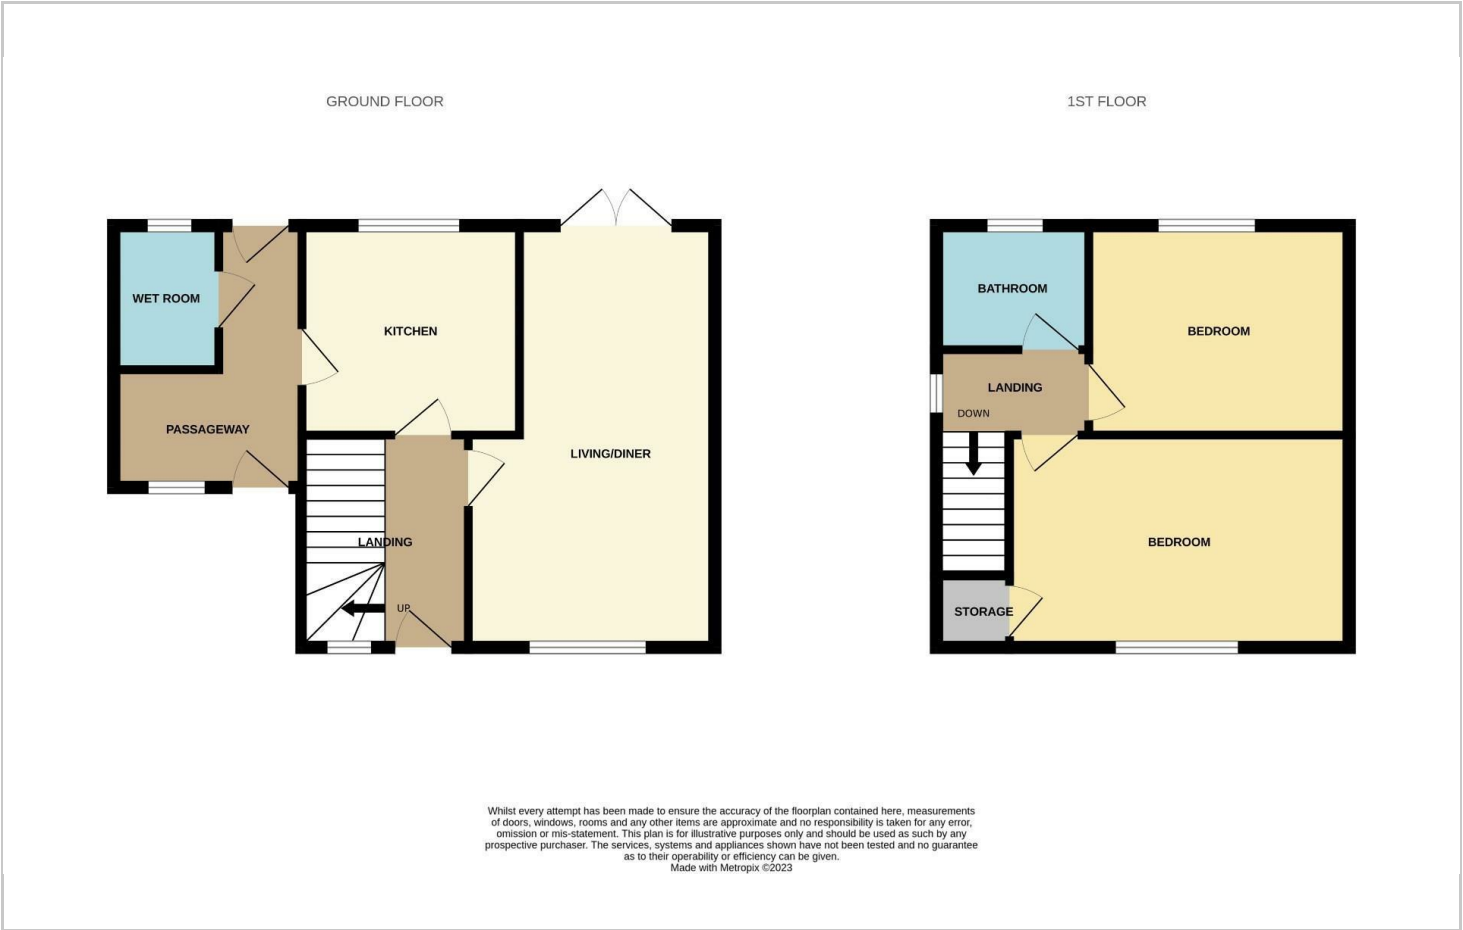 GROUND FLOOR
1ST FLOOR
WET ROOM
KITCHEN
PASSAGEWAY
LIVING/DINER
LANDING
UP
BATHROOM
BEDROOM
LANDING
DOWN
BEDROOM
STORAGE
Whilst every attempt has been made to ensure the accuracy of the floorplan contained here, measurements
of doors, windows, rooms and any other items are approximate and no responsibility is taken for any error,
omission or mis-statement. This plan is for illustrative purposes only and should be used as such by any
prospective purchaser. The services, systems and appliances shown have not been tested and no guarantee
as to their operability or efficiency can be given.
Made with Metropix ©2023